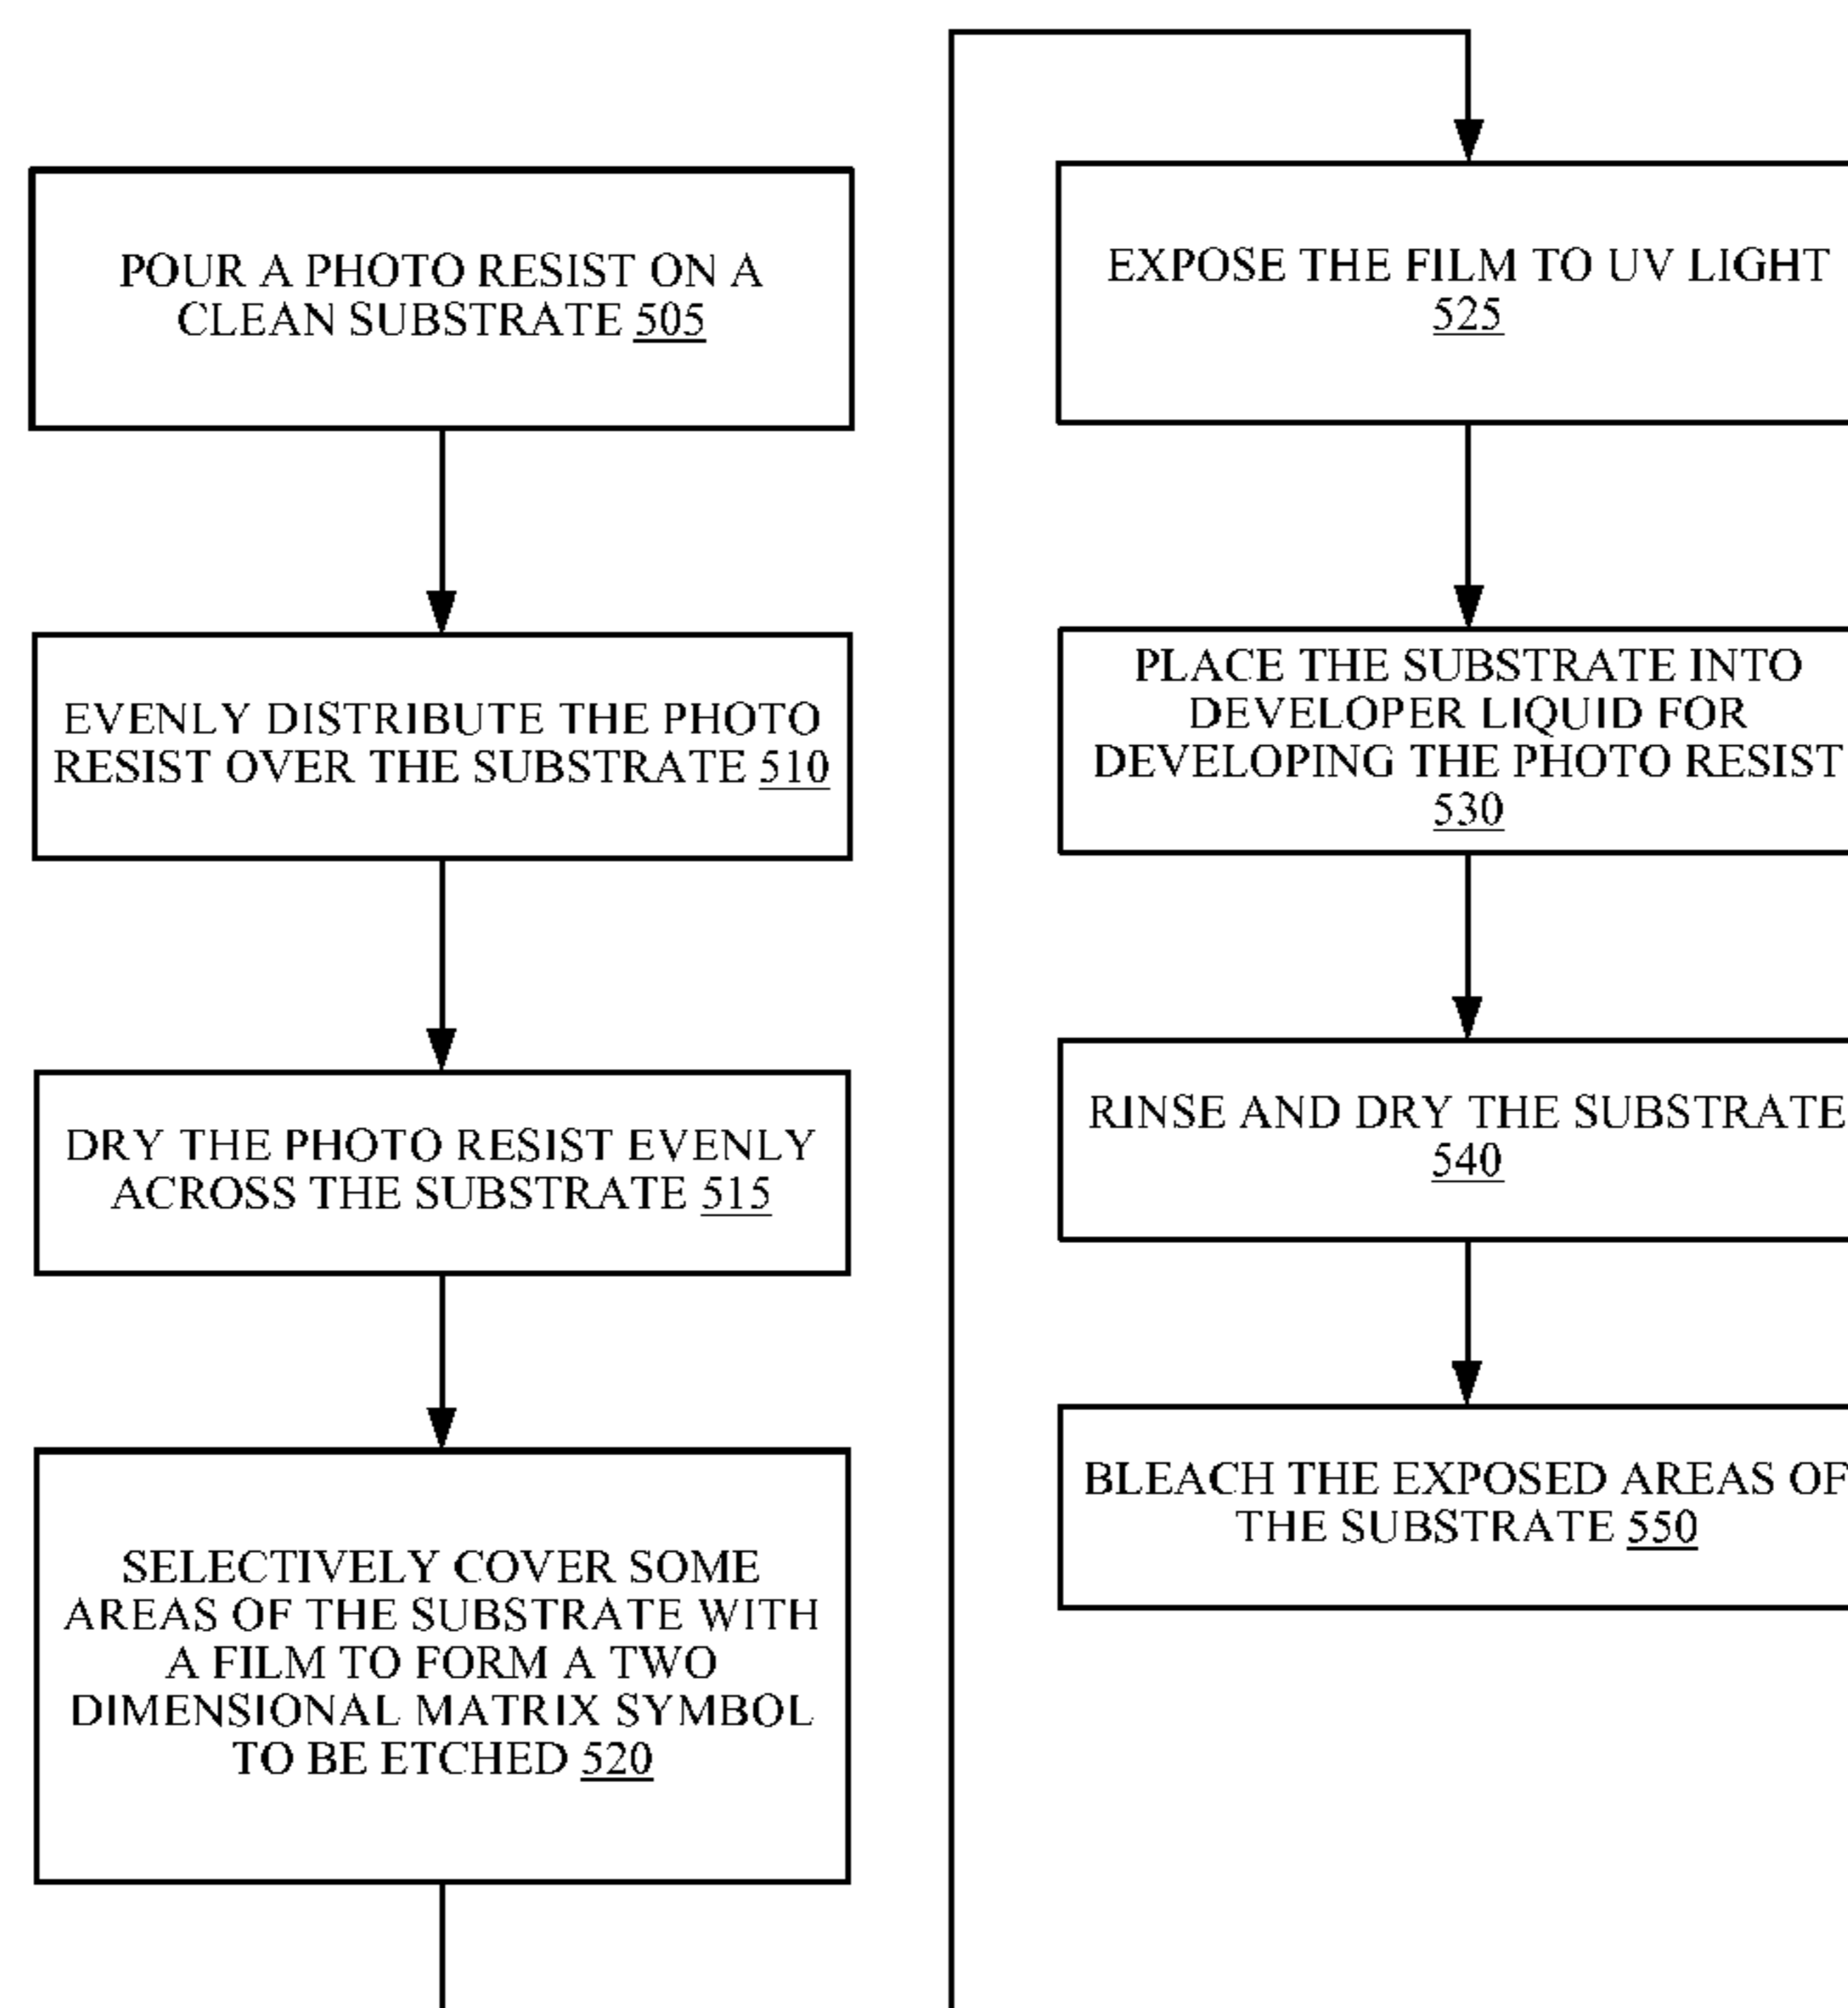 POUR A PHOTO RESIST ON A
CLEAN SUBSTRATE 505
EVENLY DISTRIBUTE THE PHOTO
RESIST OVER THE SUBSTRATE 510
DRY THE PHOTO RESIST EVENLY
ACROSS THE SUBSTRATE 515
SELECTIVELY COVER SOME
AREAS OF THE SUBSTRATE WITH
A FILM TO FORM A TWO
DIMENSIONAL MATRIX SYMBOL
TO BE ETCHED 520
EXPOSE THE FILM TO UV LIGHT
525
PLACE THE SUBSTRATE INTO
DEVELOPER LIQUID FOR
DEVELOPING THE PHOTO RESIST
530
RINSE AND DRY THE SUBSTRATE
540
BLEACH THE EXPOSED AREAS OF
THE SUBSTRATE 550